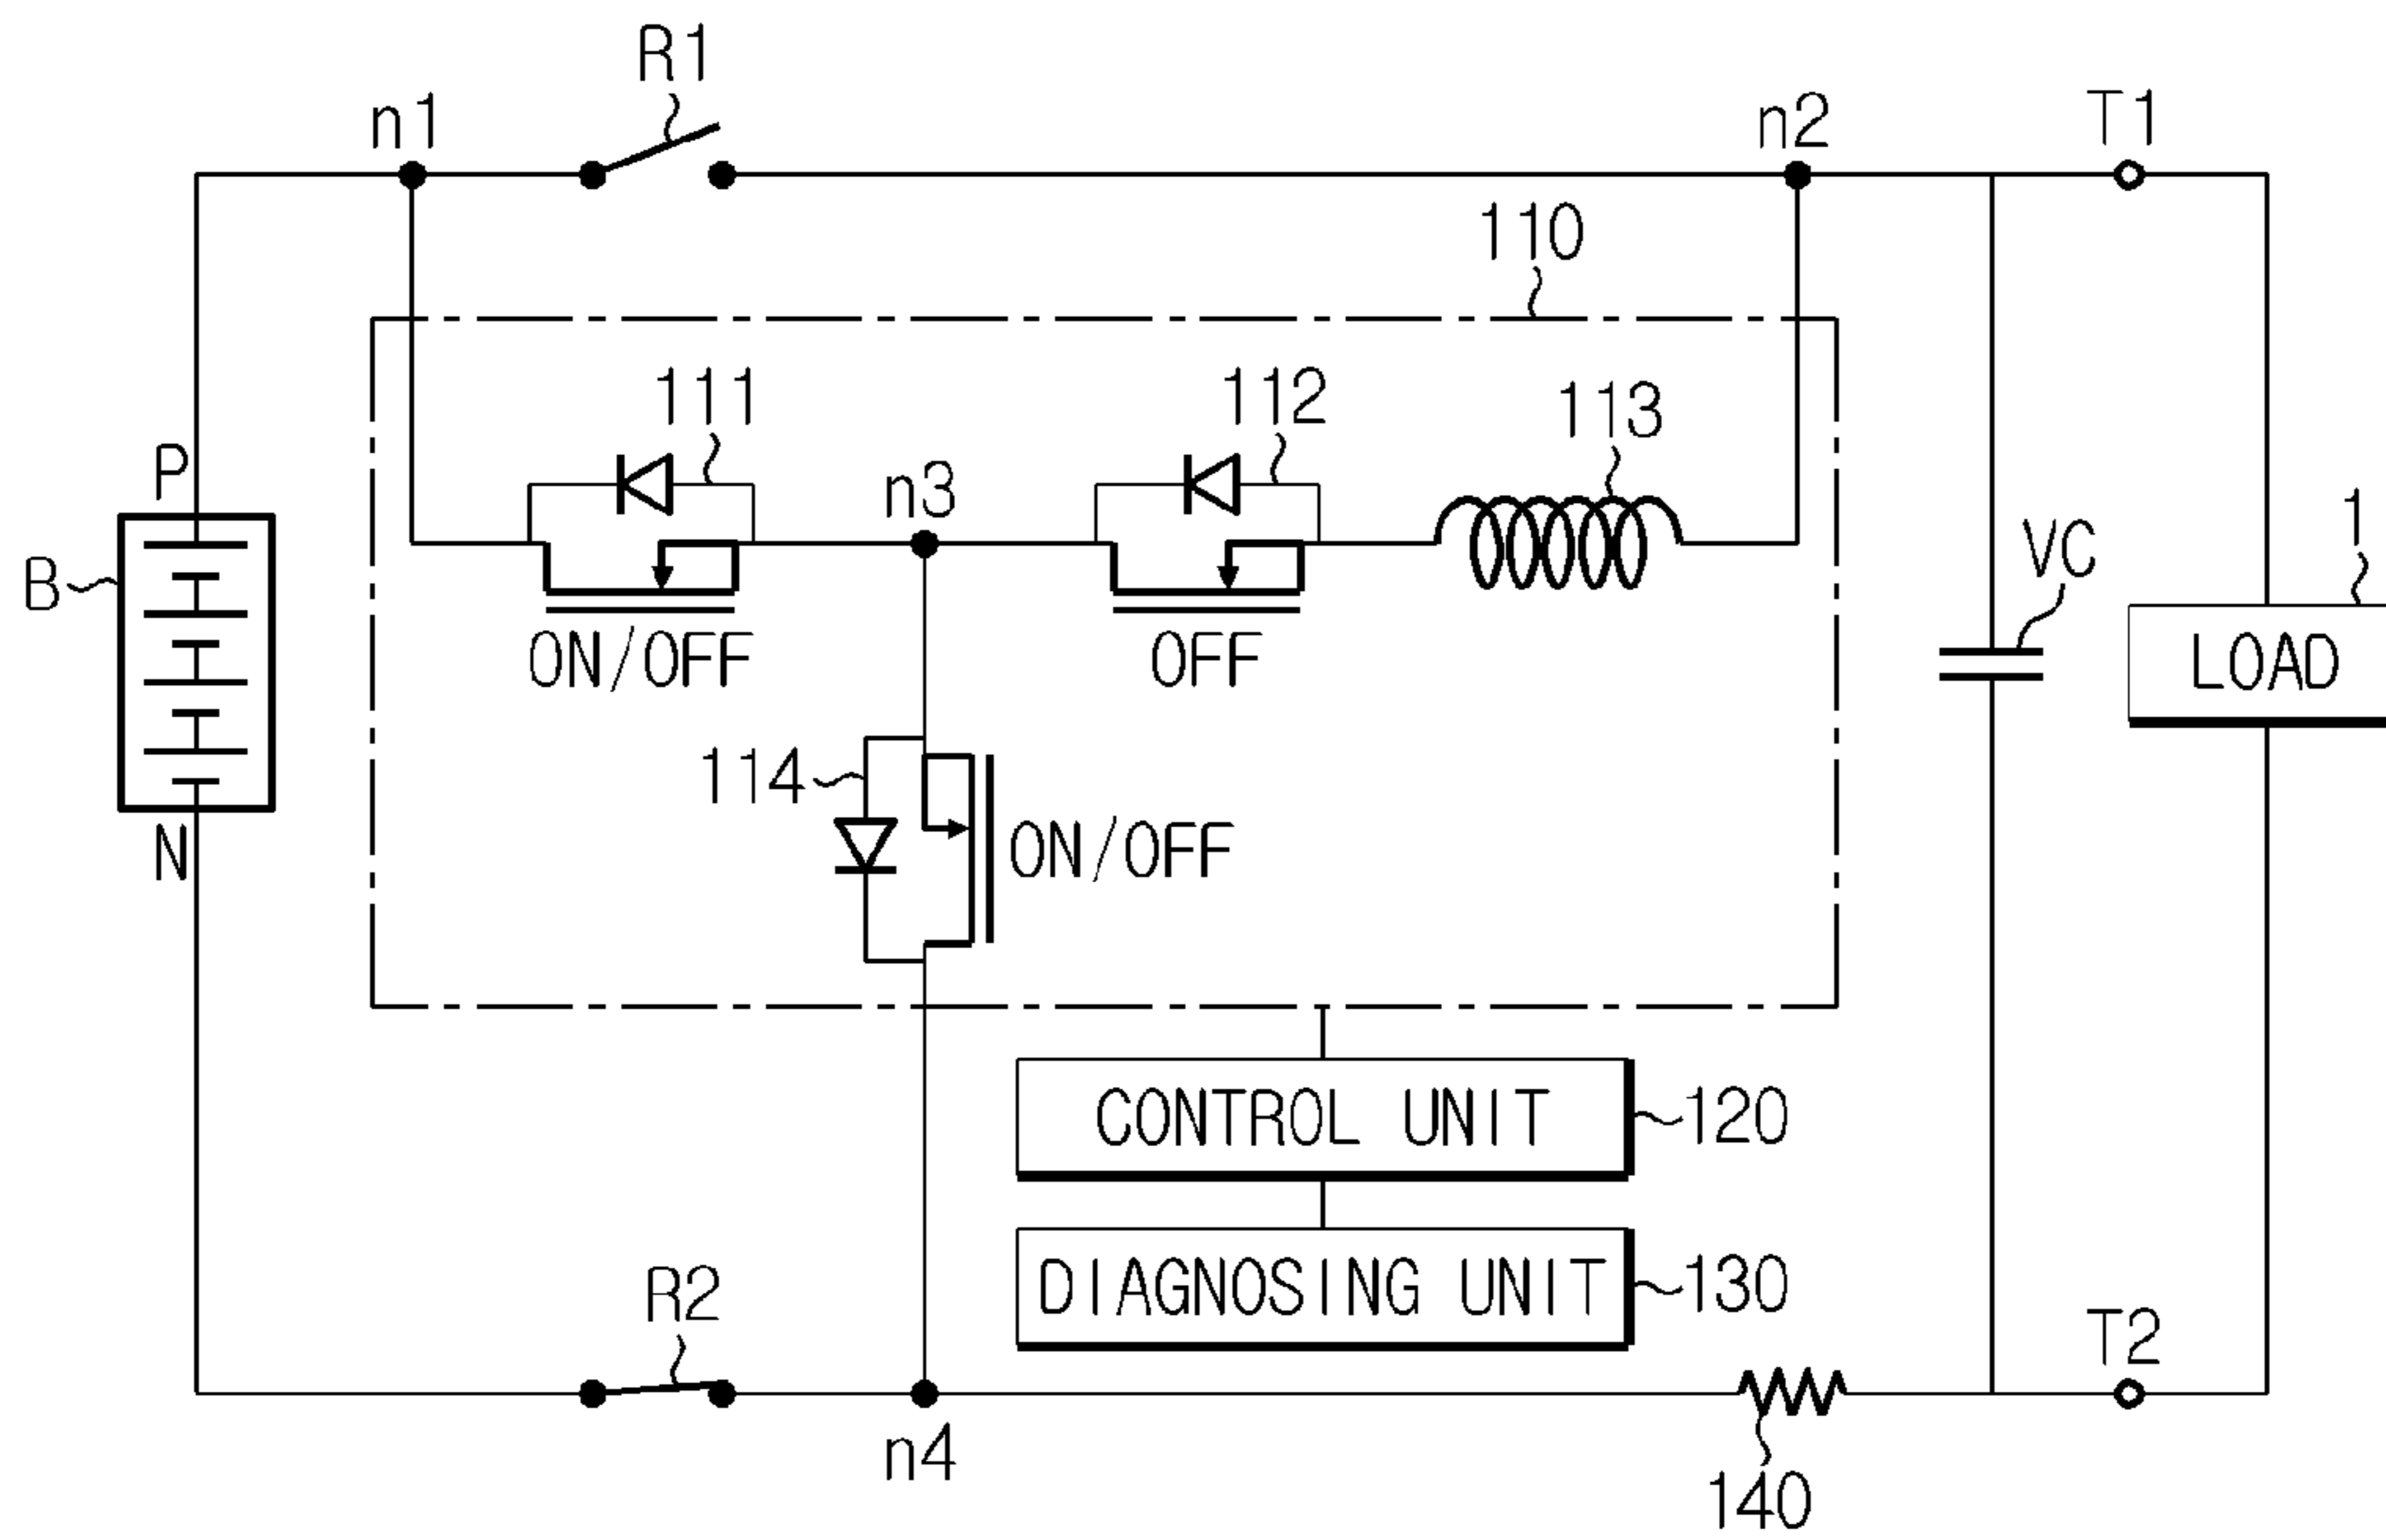 R1
n1
n2
T1
110
111
112
113
n3
P
B
VC
1
ON/OFF
OFF
LOAD
114
N
ON/OFF
CONTROL UNIT
120
DIAGNOSING UNIT
130
R2
T2
n4
140